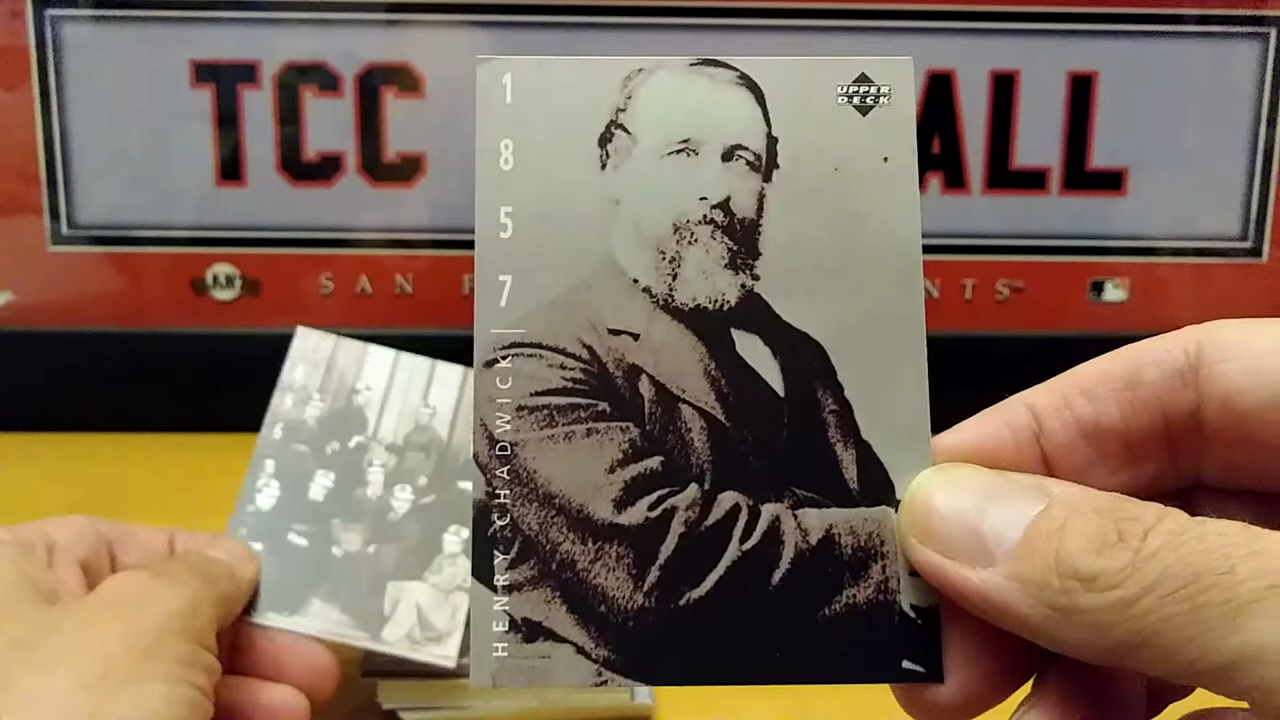 TCC ALL
SAN F NTS
1
8
5
7
HENRY CHADWICK
UPPER
DECK